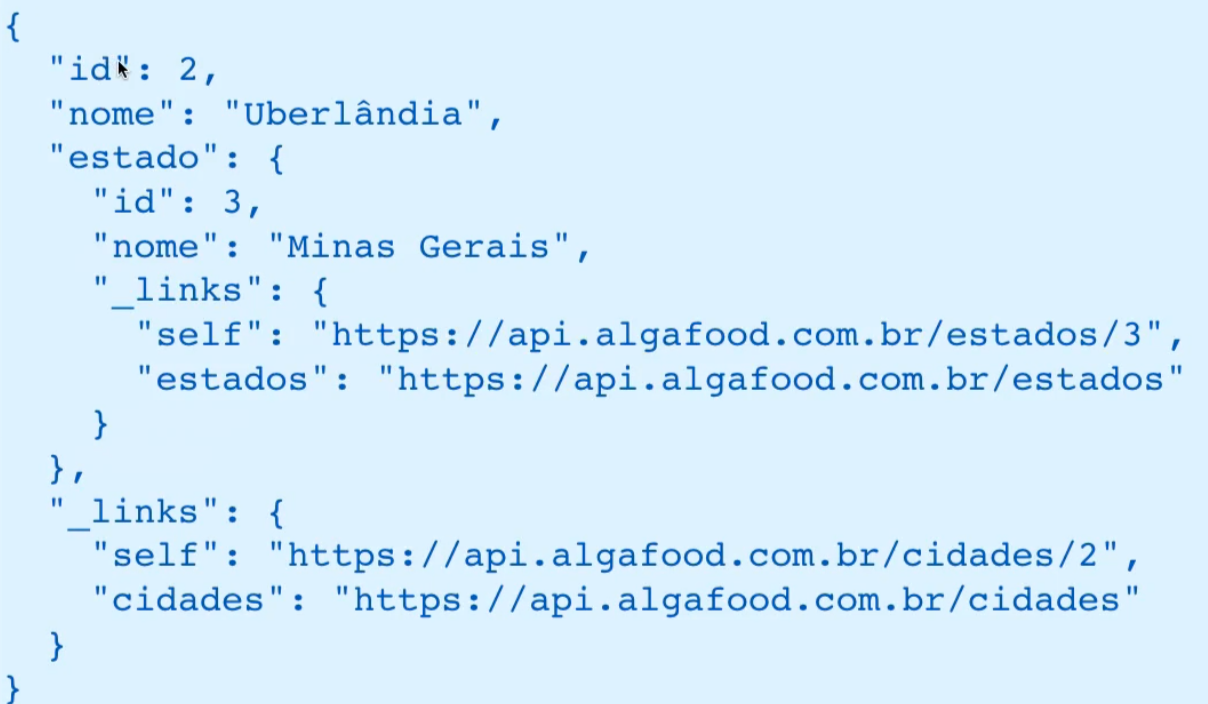 {
  "id": 2,
  "nome": "Uberlândia",
  "estado": {
    "id": 3,
    "nome": "Minas Gerais",
    "_links": {
      "self": "https://api.algafood.com.br/estados/3",
      "estados": "https://api.algafood.com.br/estados"
    }
  },
  "_links": {
    "self": "https://api.algafood.com.br/cidades/2",
    "cidades": "https://api.algafood.com.br/cidades"
  }
}